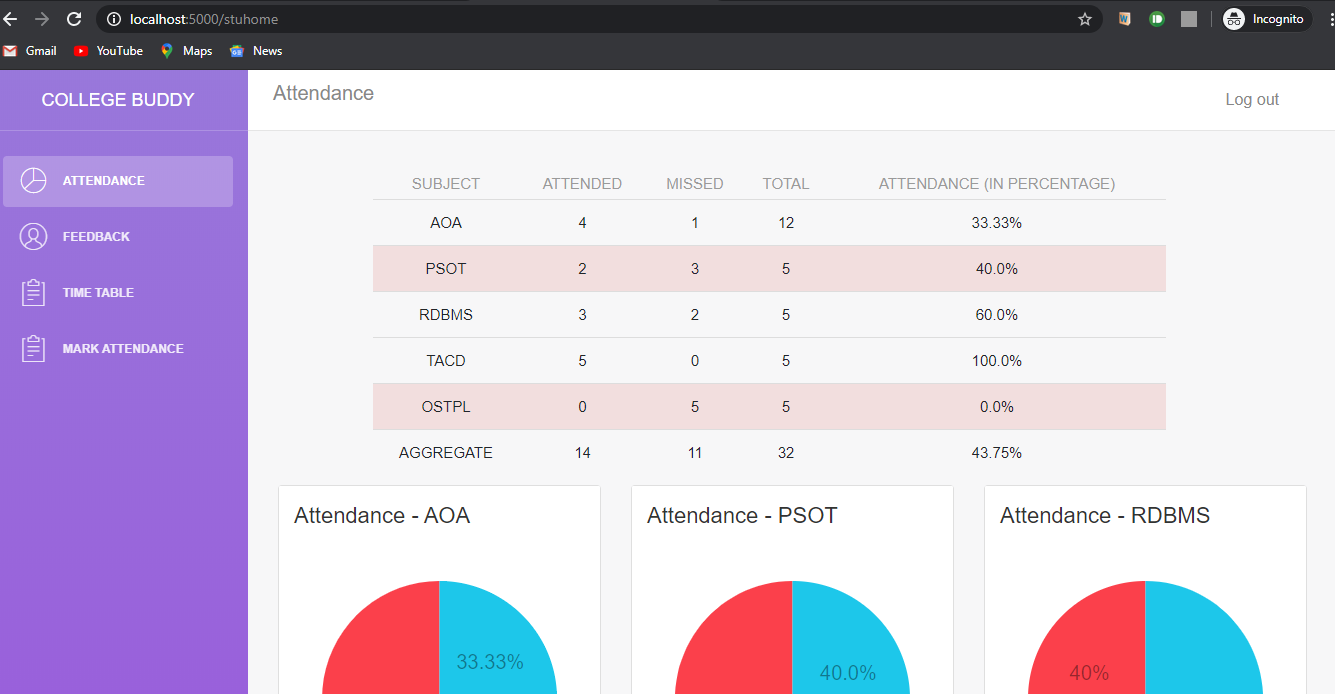 localhost:5000/stuhome
Incognito
Gmail YouTube Maps News
COLLEGE BUDDY
Attendance
Log out
ATTENDANCE
FEEDBACK
TIME TABLE
MARK ATTENDANCE
SUBJECT ATTENDED MISSED TOTAL ATTENDANCE (IN PERCENTAGE)
AOA 4 1 12 33.33%
PSOT 2 3 5 40.0%
RDBMS 3 2 5 60.0%
TACD 5 0 5 100.0%
OSTPL 0 5 5 0.0%
AGGREGATE 14 11 32 43.75%
Attendance - AOA
33.33%
Attendance - PSOT
40.0%
Attendance - RDBMS
40%